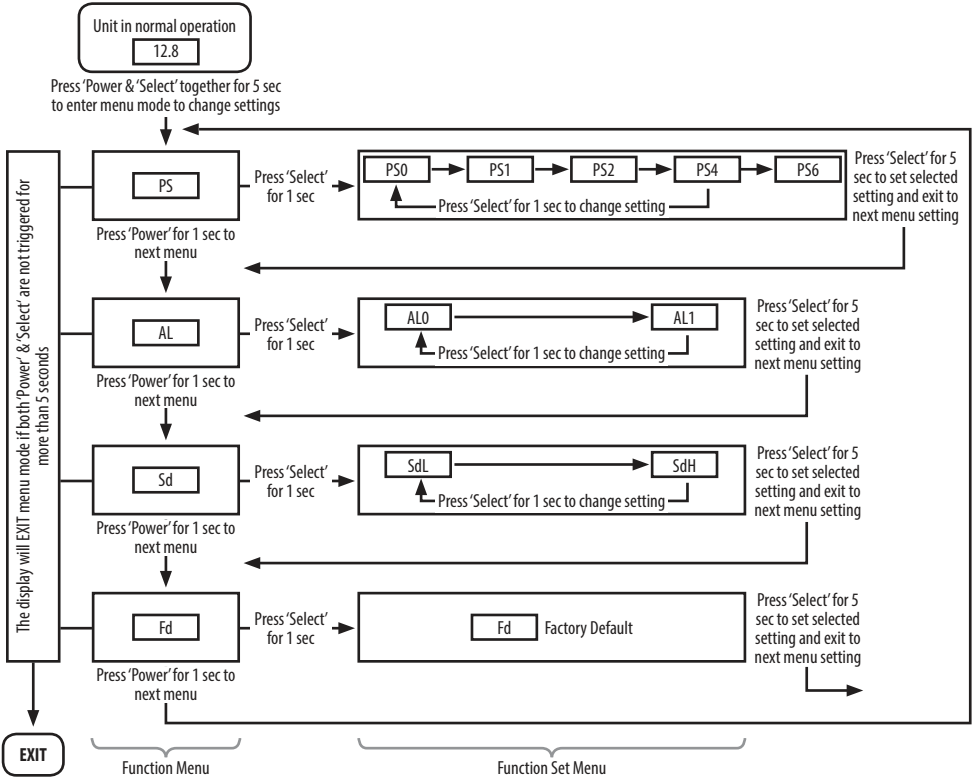 Unit in normal operation
12.8
Press 'Power & 'Select' together for 5 sec
to enter menu mode to change settings
The display will EXIT menu mode if both 'Power' & 'Select' are not triggered for
more than 5 seconds
PS
Press 'Select'
for 1 sec
PS0
PS1
PS2
PS4
PS6
Press 'Select' for 1 sec to change setting
Press 'Select' for 5
sec to set selected
setting and exit to
next menu setting
Press 'Power' for 1 sec to
next menu
AL
Press 'Select'
for 1 sec
AL0
AL1
Press 'Select' for 1 sec to change setting
Press 'Select' for 5
sec to set selected
setting and exit to
next menu setting
Press 'Power' for 1 sec to
next menu
Sd
Press 'Select'
for 1 sec
SdL
SdH
Press 'Select' for 1 sec to change setting
Press 'Select' for 5
sec to set selected
setting and exit to
next menu setting
Press 'Power' for 1 sec to
next menu
Fd
Press 'Select'
for 1 sec
Fd
Factory Default
Press 'Select' for 5
sec to set selected
setting and exit to
next menu setting
Press 'Power' for 1 sec to
next menu
EXIT
Function Menu
Function Set Menu